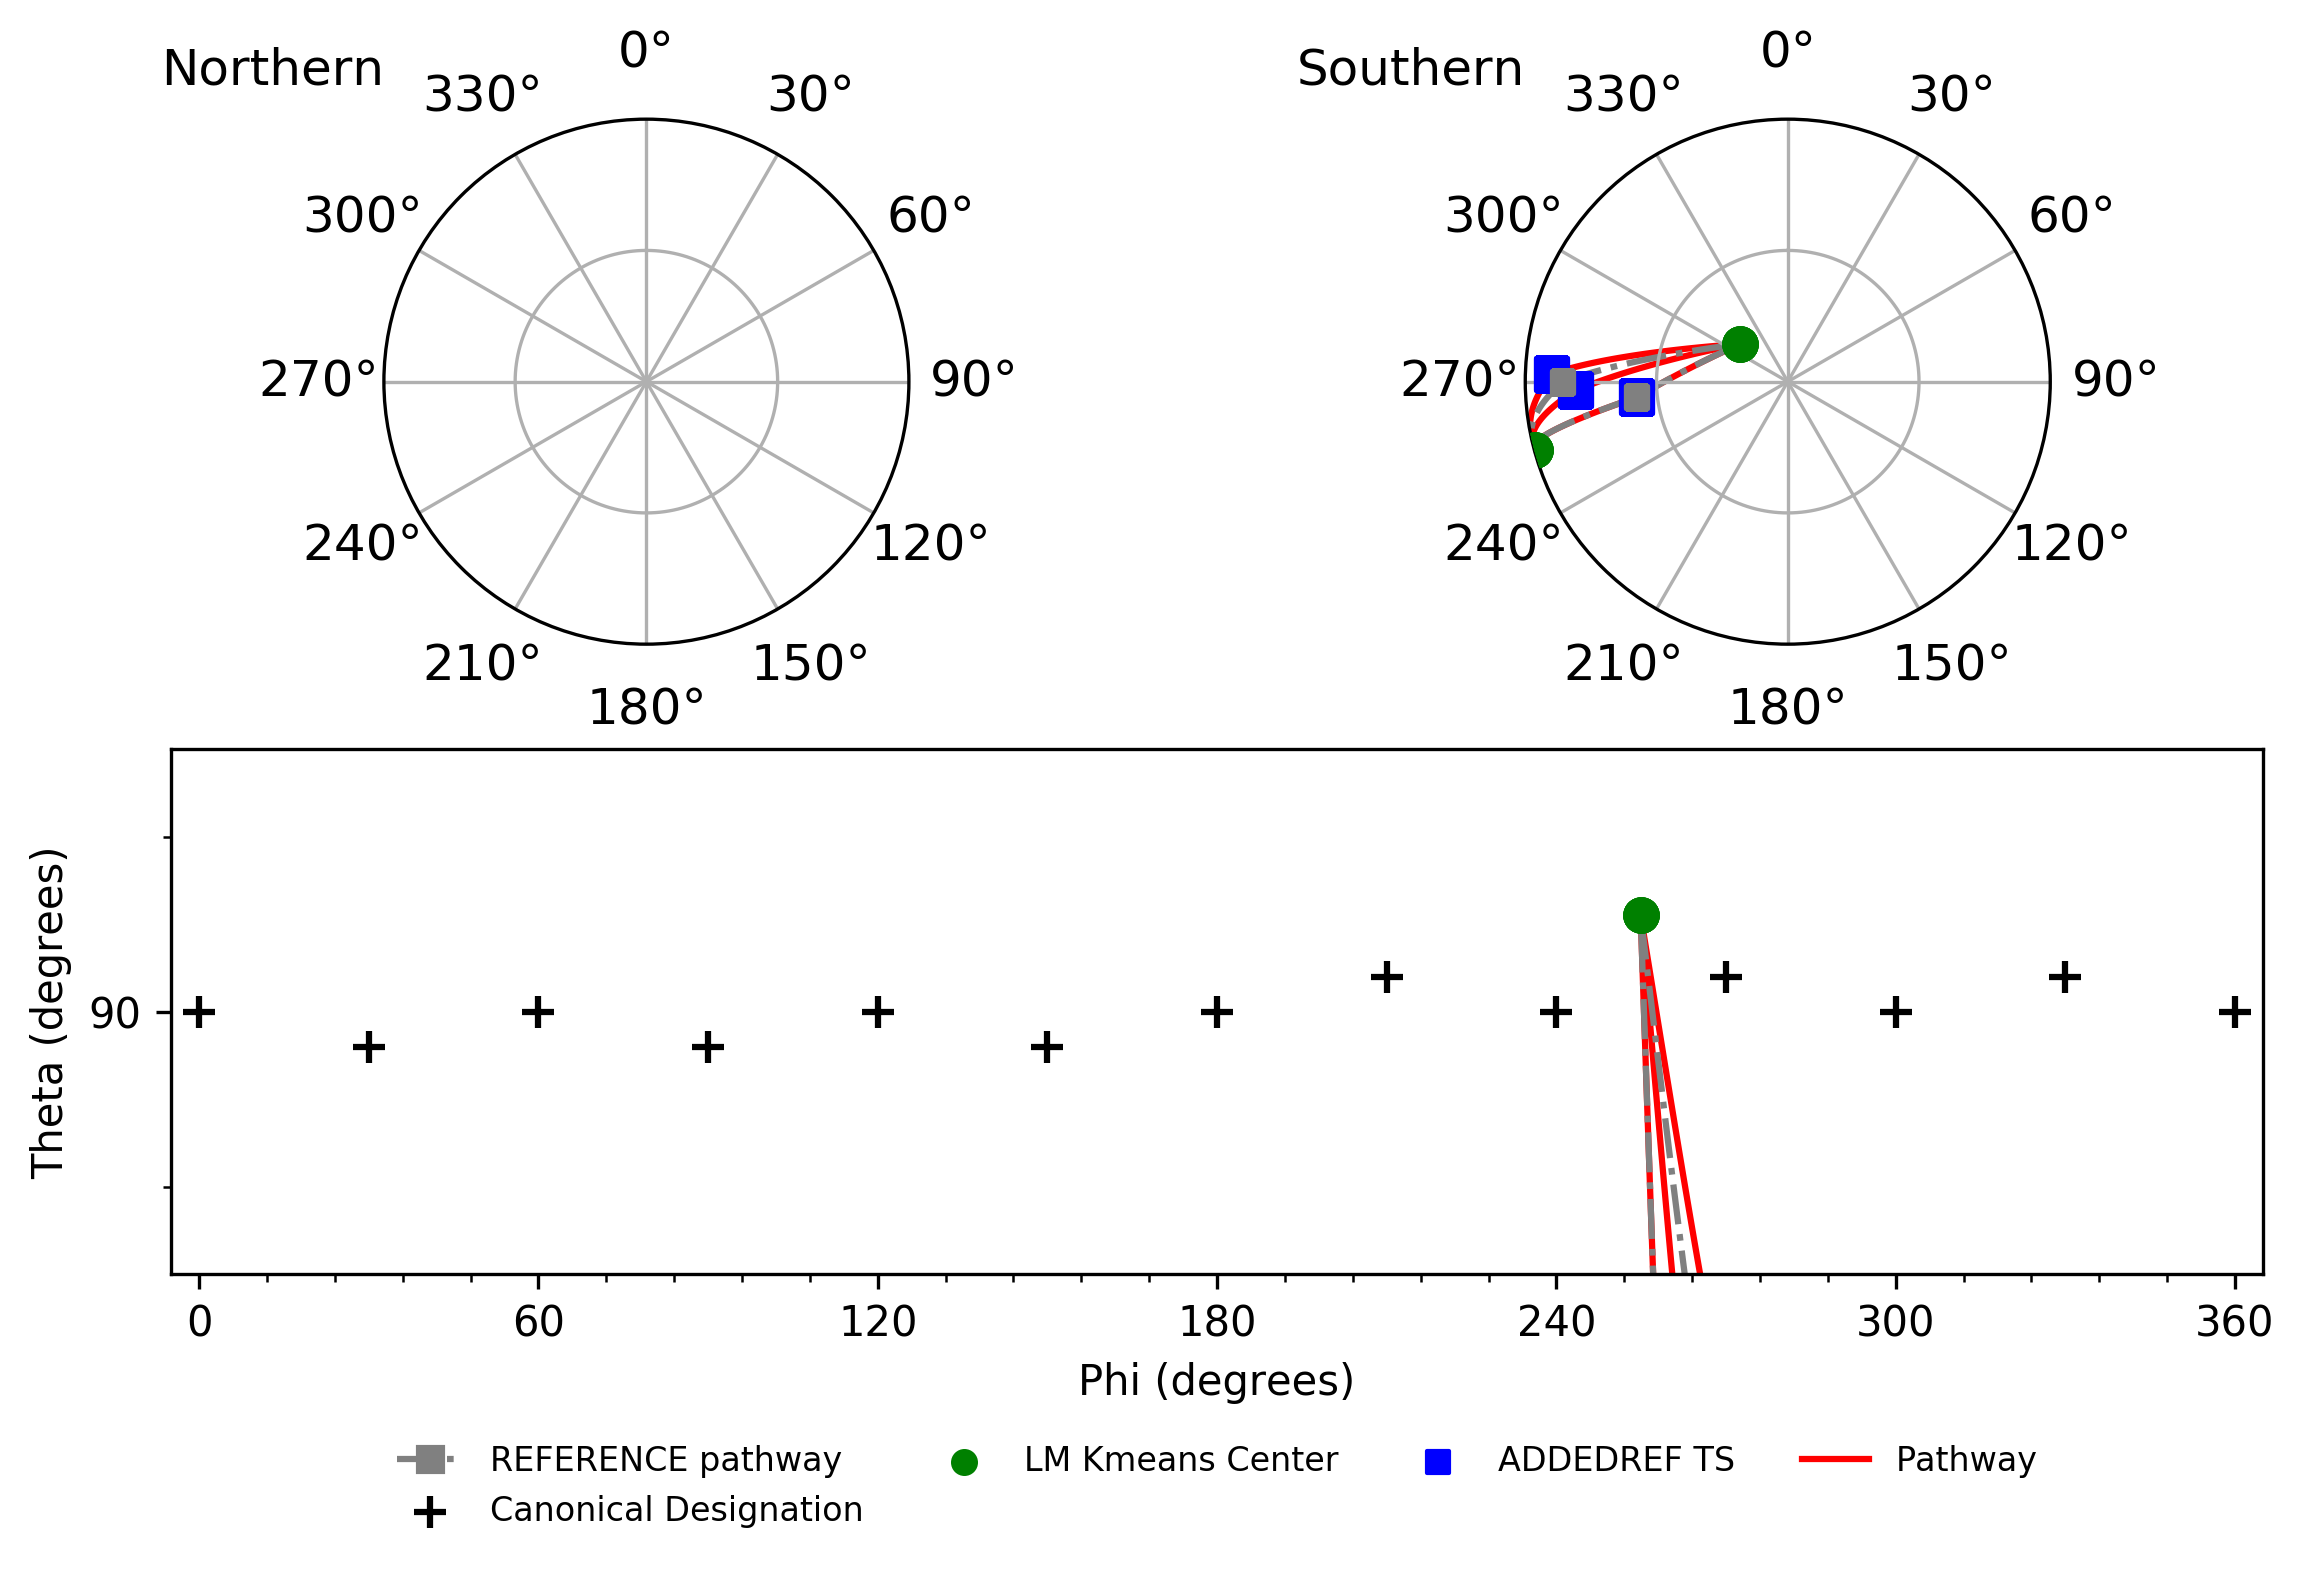 Northern
0°
30°
60°
90°
120°
150°
180°
210°
240°
270°
300°
330°
Southern
0°
30°
60°
90°
120°
150°
180°
210°
240°
270°
300°
330°
Theta (degrees)
90
0 60 120 180 240 300 360
Phi (degrees)
REFERENCE pathway
Canonical Designation
LM Kmeans Center
ADDEDREF TS
Pathway